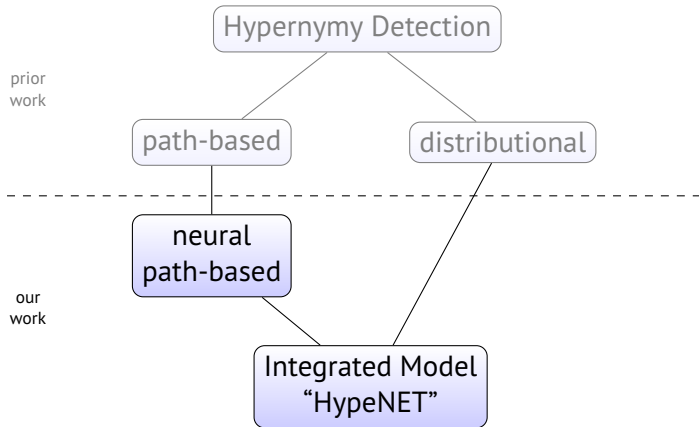 Hypernymy Detection
prior
work
path-based
distributional
neural
path-based
our
work
Integrated Model
“HypeNET”